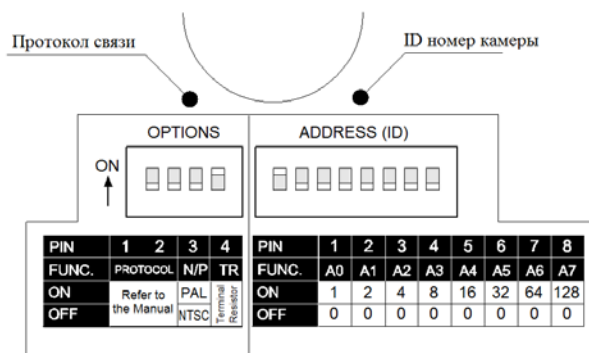 Протокол связи
ID номер камеры
OPTIONS
ADDRESS (ID)
ON
PIN 1 2 3 4
FUNC. PROTOCOL N/P TR
ON Refer to the Manual PAL Terminal Resistor
OFF NTSC
PIN 1 2 3 4 5 6 7 8
FUNC. A0 A1 A2 A3 A4 A5 A6 A7
ON 1 2 4 8 16 32 64 128
OFF 0 0 0 0 0 0 0 0